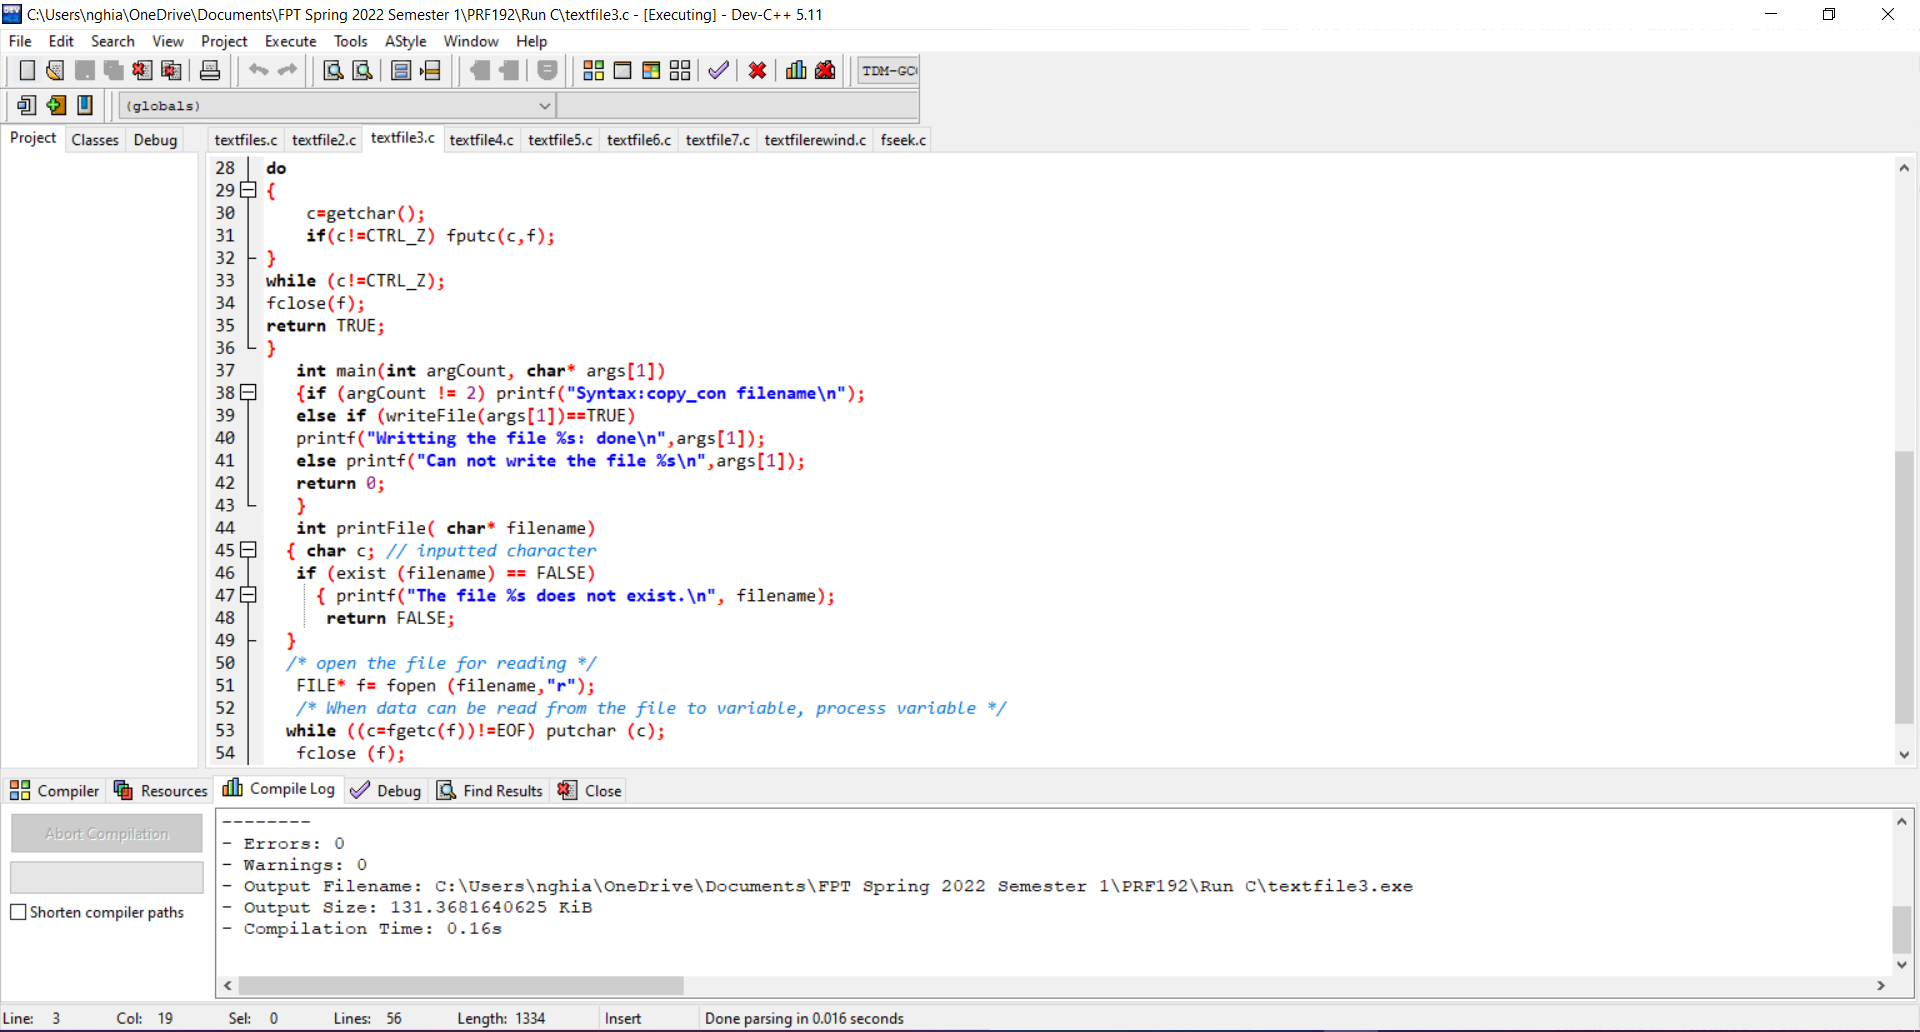 C:\Users\nghia\OneDrive\Documents\FPT Spring 2022 Semester 1\PRF192\Run C\textfile3.c - [Executing] - Dev-C++ 5.11
File Edit Search View Project Execute Tools AStyle Window Help
TDM-GC
(globals)
Project Classes Debug textfiles.c textfile2.c textfile3.c textfile4.c textfile5.c textfile6.c textfile7.c textfilerewind.c fseek.c
28 do
29 {
30     c=getchar();
31     if(c!=CTRL_Z) fputc(c,f);
32 }
33 while (c!=CTRL_Z);
34 fclose(f);
35 return TRUE;
36 }
37    int main(int argCount, char* args[1])
38    {if (argCount != 2) printf("Syntax:copy_con filename\n");
39    else if (writeFile(args[1])==TRUE)
40    printf("Writting the file %s: done\n",args[1]);
41    else printf("Can not write the file %s\n",args[1]);
42    return 0;
43    }
44    int printFile( char* filename)
45   { char c; // inputted character
46    if (exist (filename) == FALSE)
47      { printf("The file %s does not exist.\n", filename);
48       return FALSE;
49   }
50   /* open the file for reading */
51    FILE* f= fopen (filename,"r");
52    /* When data can be read from the file to variable, process variable */
53   while ((c=fgetc(f))!=EOF) putchar (c);
54    fclose (f);
Compiler Resources Compile Log Debug Find Results Close
Abort Compilation
Shorten compiler paths
--------
- Errors: 0
- Warnings: 0
- Output Filename: C:\Users\nghia\OneDrive\Documents\FPT Spring 2022 Semester 1\PRF192\Run C\textfile3.exe
- Output Size: 131.3681640625 KiB
- Compilation Time: 0.16s
Line: 3 Col: 19 Sel: 0 Lines: 56 Length: 1334 Insert Done parsing in 0.016 seconds